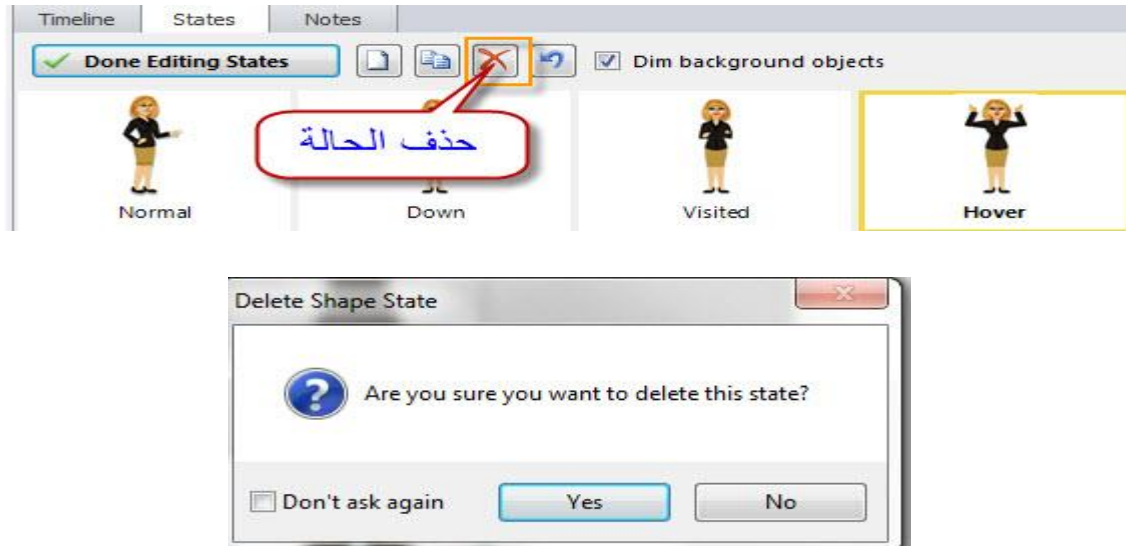 Timeline States Notes
Done Editing States Dim background objects
حذف الحالة
Normal Down Visited Hover
Delete Shape State
Are you sure you want to delete this state?
Don't ask again Yes No